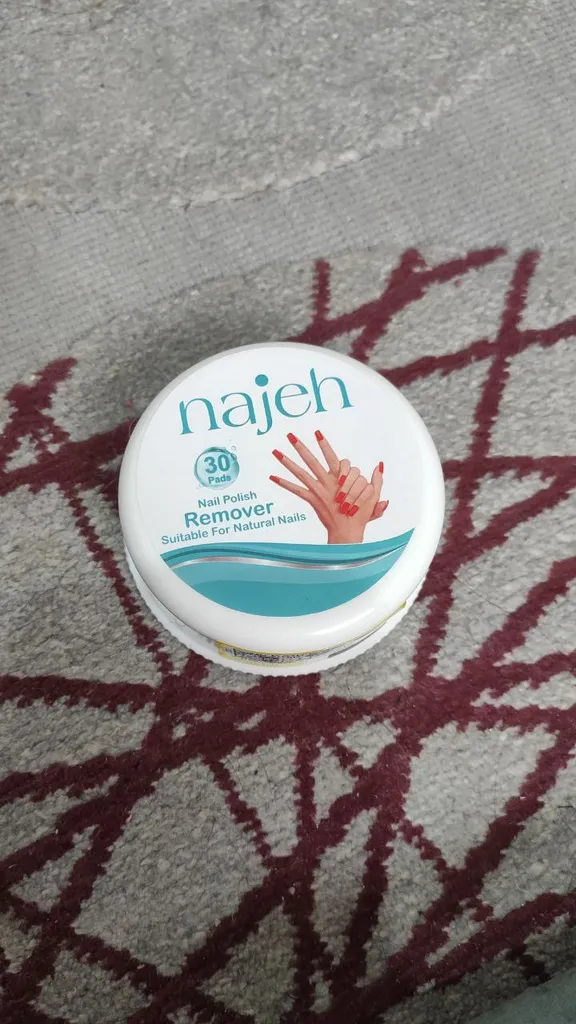 najeh
30
Pads
Nail Polish
Remover
Suitable For Natural Nails